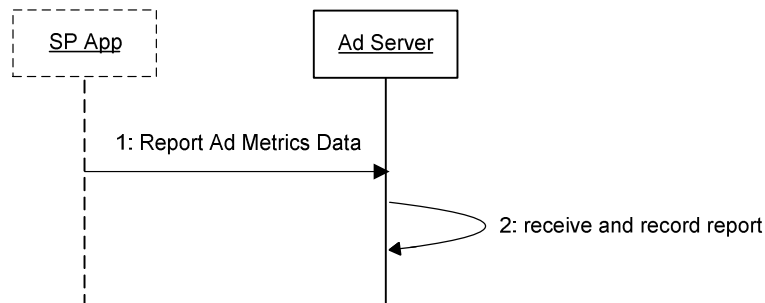 SP App
Ad Server
1: Report Ad Metrics Data
2: receive and record report